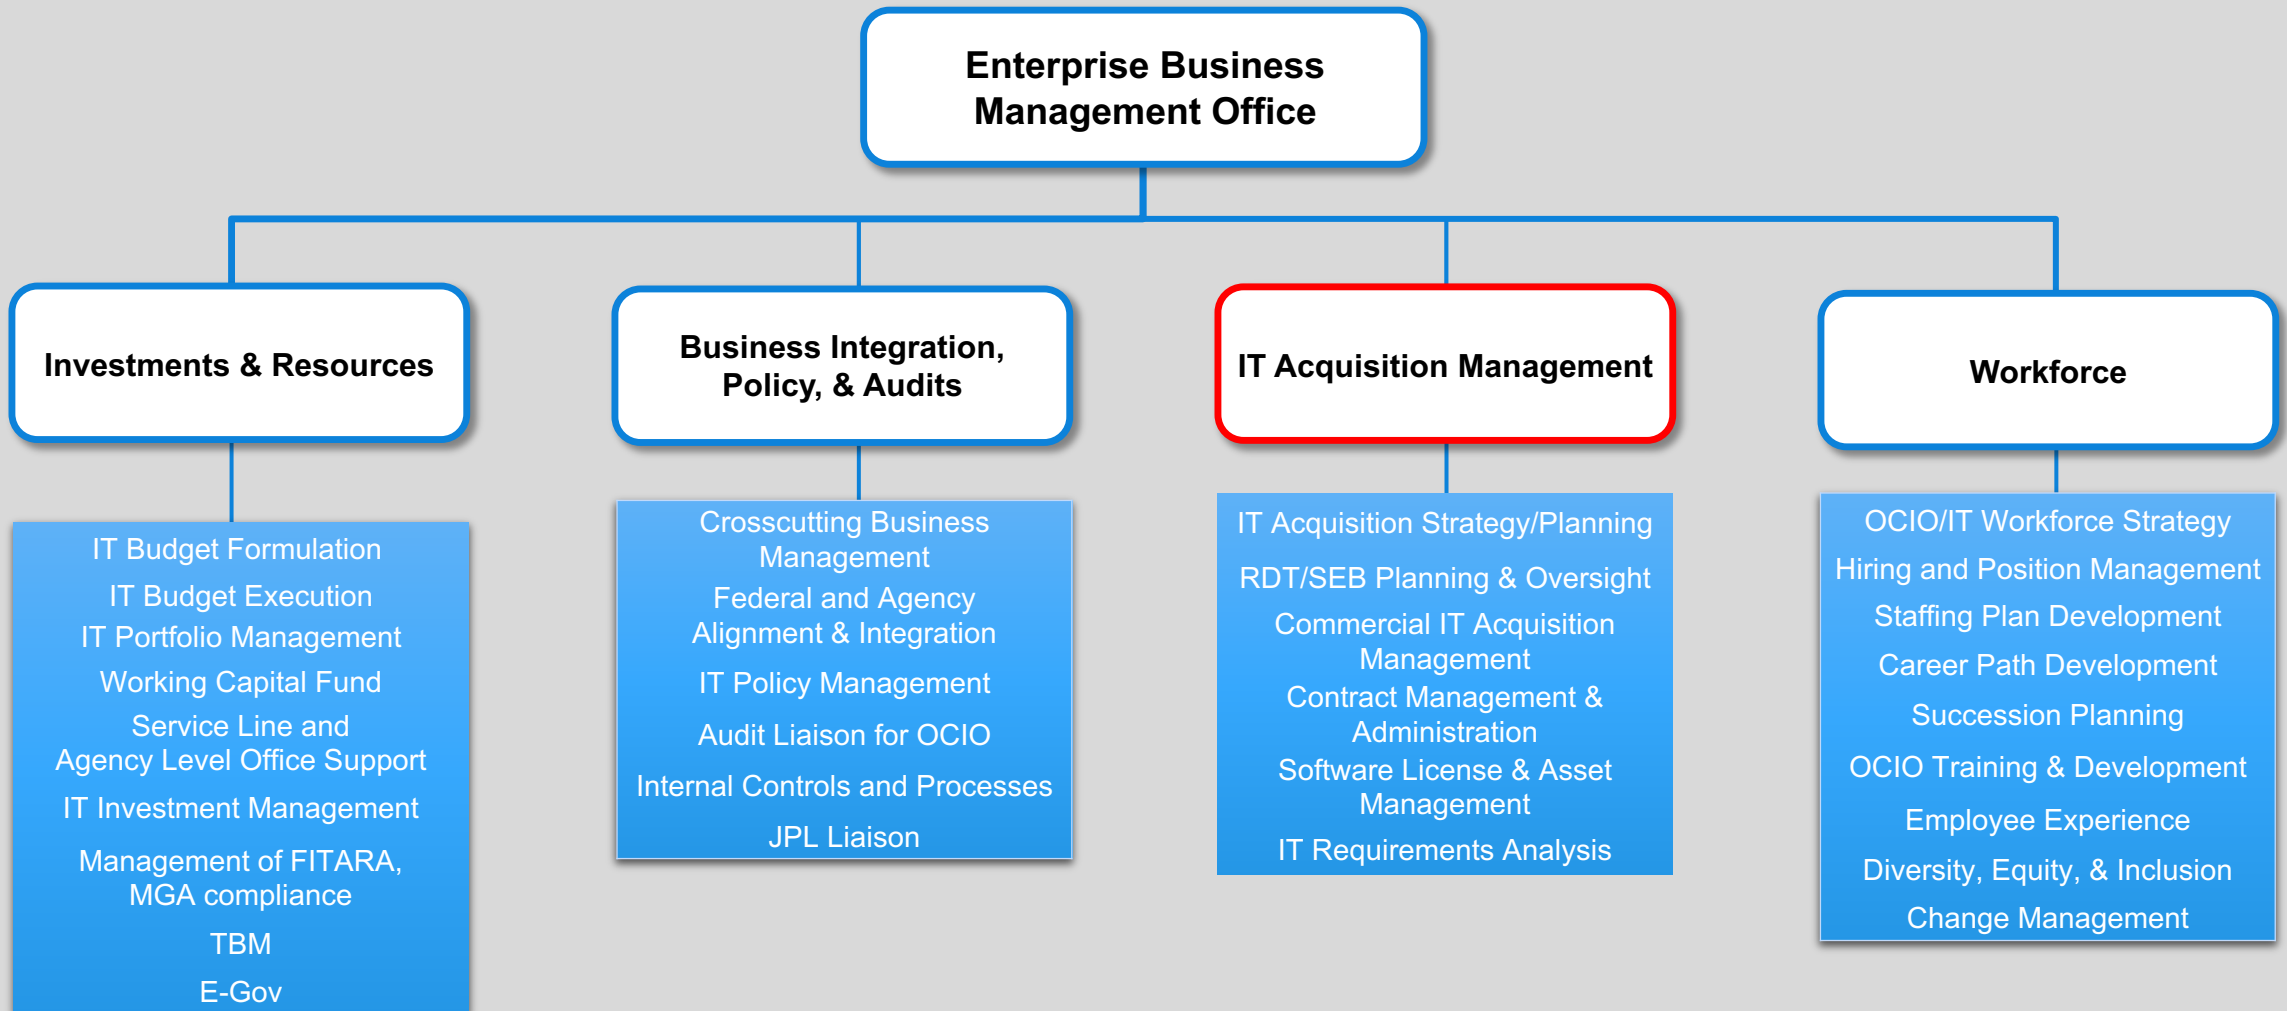 Enterprise Business
Management Office
Investments & Resources
Business Integration,
Policy, & Audits
IT Acquisition Management
Workforce
IT Budget Formulation
IT Budget Execution
IT Portfolio Management
Working Capital Fund
Service Line and
Agency Level Office Support
IT Investment Management
Management of FITARA,
MGA compliance
TBM
E-Gov
Crosscutting Business
Management
Federal and Agency
Alignment & Integration
IT Policy Management
Audit Liaison for OCIO
Internal Controls and Processes
JPL Liaison
IT Acquisition Strategy/Planning
RDT/SEB Planning & Oversight
Commercial IT Acquisition
Management
Contract Management &
Administration
Software License & Asset
Management
IT Requirements Analysis
OCIO/IT Workforce Strategy
Hiring and Position Management
Staffing Plan Development
Career Path Development
Succession Planning
OCIO Training & Development
Employee Experience
Diversity, Equity, & Inclusion
Change Management